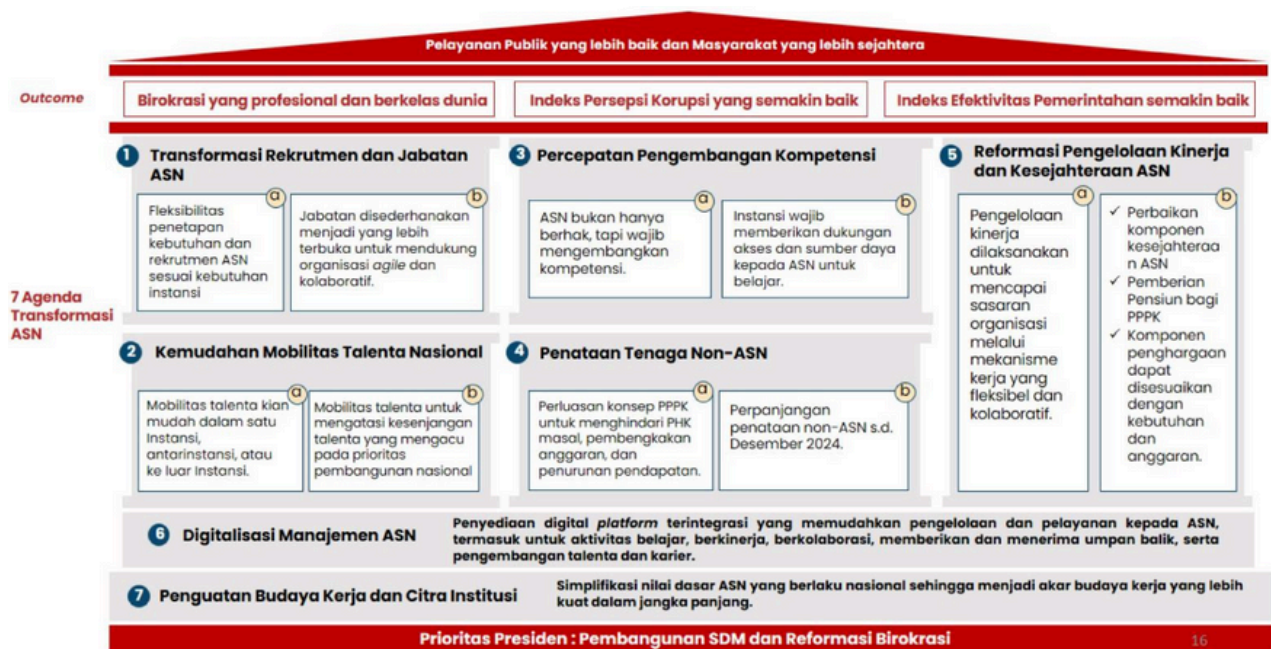 Pelayanan Publik yang lebih baik dan Masyarakat yang lebih sejahtera
Outcome
Birokrasi yang profesional dan berkelas dunia
Indeks Persepsi Korupsi yang semakin baik
Indeks Efektivitas Pemerintahan semakin baik
7 Agenda
Transformasi
ASN
1
Transformasi Rekrutmen dan Jabatan
ASN
a
Fleksibilitas
penetapan
kebutuhan dan
rekrutmen ASN
sesuai kebutuhan
instansi
b
Jabatan disederhanakan
menjadi yang lebih
terbuka untuk mendukung
organisasi agile dan
kolaboratif.
2
Kemudahan Mobilitas Talenta Nasional
a
Mobilitas talenta kian
mudah dalam satu
Instansi,
antarinstansi, atau
ke luar Instansi.
b
Mobilitas talenta untuk
mengatasi kesenjangan
talenta yang mengacu
pada prioritas
pembangunan nasional
3
Percepatan Pengembangan Kompetensi
a
ASN bukan hanya
berhak, tapi wajib
mengembangkan
kompetensi.
b
Instansi wajib
memberikan dukungan
akses dan sumber daya
kepada ASN untuk
belajar.
4
Penataan Tenaga Non-ASN
a
Perluasan konsep PPPK
untuk menghindari PHK
masal, pembengkakan
anggaran, dan
penurunan pendapatan.
b
Perpanjangan
penataan non-ASN s.d.
Desember 2024.
5
Reformasi Pengelolaan Kinerja
dan Kesejahteraan ASN
a
Pengelolaan
kinerja
dilaksanakan
untuk
mencapai
sasaran
organisasi
melalui
mekanisme
kerja yang
fleksibel dan
kolaboratif.
b
✓ Perbaikan
komponen
kesejahteraa
n ASN
✓ Pemberian
Pensiun bagi
PPPK
✓ Komponen
penghargaan
dapat
disesuaikan
dengan
kebutuhan
dan
anggaran.
6
Digitalisasi Manajemen ASN
Penyediaan digital platform terintegrasi yang memudahkan pengelolaan dan pelayanan kepada ASN,
termasuk untuk aktivitas belajar, berkinerja, berkolaborasi, memberikan dan menerima umpan balik, serta
pengembangan talenta dan karier.
7
Penguatan Budaya Kerja dan Citra Institusi
Simplifikasi nilai dasar ASN yang berlaku nasional sehingga menjadi akar budaya kerja yang lebih
kuat dalam jangka panjang.
Prioritas Presiden : Pembangunan SDM dan Reformasi Birokrasi
16